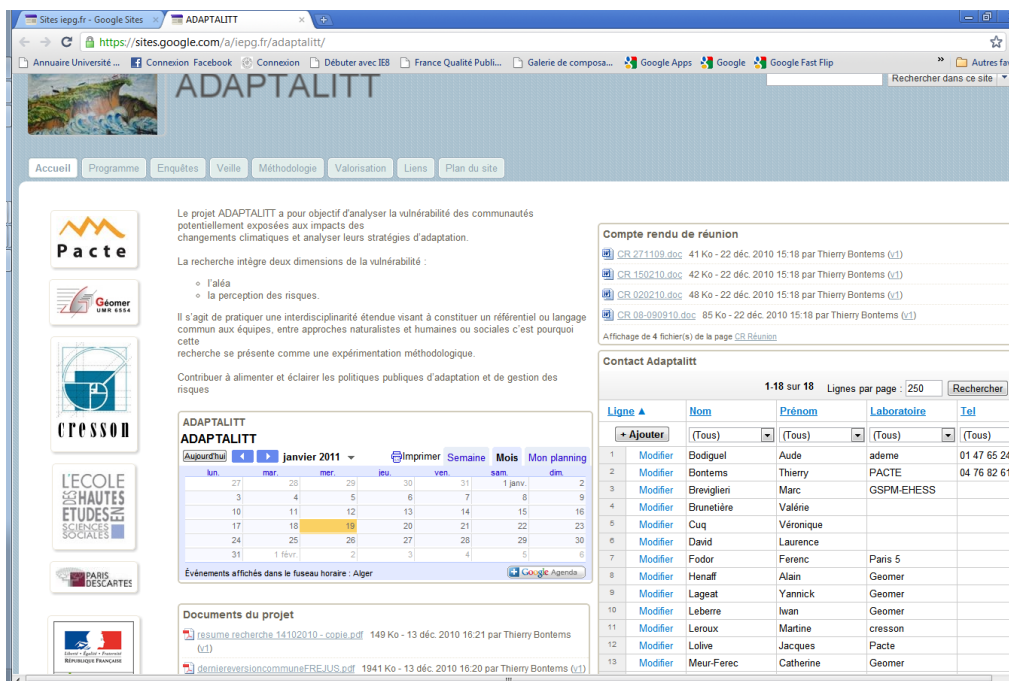 Sites iepg.fr - Google Sites
ADAPTALITT
https://sites.google.com/a/iepg.fr/adaptalitt/
Annuaire Université ... Connexion Facebook Connexion Débuter avec IE8 France Qualité Publi... Galerie de composa... Google Apps Google Google Fast Flip » Autres fav
ADAPTALITT
Rechercher dans ce site
Accueil Programme Enquêtes Veille Méthodologie Valorisation Liens Plan du site
Pacte
Géomer
UMR 6554
cresson
L'ECOLE
DES HAUTES
ETUDES EN
SCIENCES
SOCIALES
PARIS
DESCARTES
Liberté • Égalité • Fraternité
RÉPUBLIQUE FRANÇAISE
Le projet ADAPTALITT a pour objectif d'analyser la vulnérabilité des communautés
potentiellement exposées aux impacts des
changements climatiques et analyser leurs stratégies d'adaptation.
La recherche intègre deux dimensions de la vulnérabilité :
l'aléa
la perception des risques.
Il s'agit de pratiquer une interdisciplinarité étendue visant à constituer un référentiel ou langage
commun aux équipes, entre approches naturalistes et humaines ou sociales c'est pourquoi
cette
recherche se présente comme une expérimentation méthodologique.
Contribuer à alimenter et éclairer les politiques publiques d'adaptation et de gestion des
risques
ADAPTALITT
ADAPTALITT
Aujourd'hui janvier 2011 Imprimer Semaine Mois Mon planning
lun. mar. mer. jeu. ven. sam. dim.
27 28 29 30 31 1 janv. 2
3 4 5 6 7 8 9
10 11 12 13 14 15 16
17 18 19 20 21 22 23
24 25 26 27 28 29 30
31 1 févr. 2 3 4 5 6
Événements affichés dans le fuseau horaire : Alger
Google Agenda
Documents du projet
resume recherche 14102010 - copie.pdf 149 Ko - 13 déc. 2010 16:21 par Thierry Bontems
(v1)
derniereversioncommuneFREJUS.pdf 1941 Ko - 13 déc. 2010 16:20 par Thierry Bontems (v1)
Compte rendu de réunion
CR 271109.doc 41 Ko - 22 déc. 2010 15:18 par Thierry Bontems (v1)
CR 150210.doc 42 Ko - 22 déc. 2010 15:18 par Thierry Bontems (v1)
CR 020210.doc 48 Ko - 22 déc. 2010 15:18 par Thierry Bontems (v1)
CR 08-090910.doc 85 Ko - 22 déc. 2010 15:18 par Thierry Bontems (v1)
Affichage de 4 fichier(s) de la page CR Réunion
Contact Adaptalitt
1-18 sur 18 Lignes par page : 250 Rechercher
Ligne ▲ Nom Prénom Laboratoire Tel
+ Ajouter (Tous) (Tous) (Tous) (Tous)
1 Modifier Bodiguel Aude ademe 01 47 65 24
2 Modifier Bontems Thierry PACTE 04 76 82 61
3 Modifier Breviglieri Marc GSPM-EHESS
4 Modifier Brunetière Valérie
5 Modifier Cuq Véronique
6 Modifier David Laurence
7 Modifier Fodor Ferenc Paris 5
8 Modifier Henaff Alain Geomer
9 Modifier Lageat Yannick Geomer
10 Modifier Leberre Iwan Geomer
11 Modifier Leroux Martine cresson
12 Modifier Lolive Jacques Pacte
13 Modifier Meur-Ferec Catherine Geomer